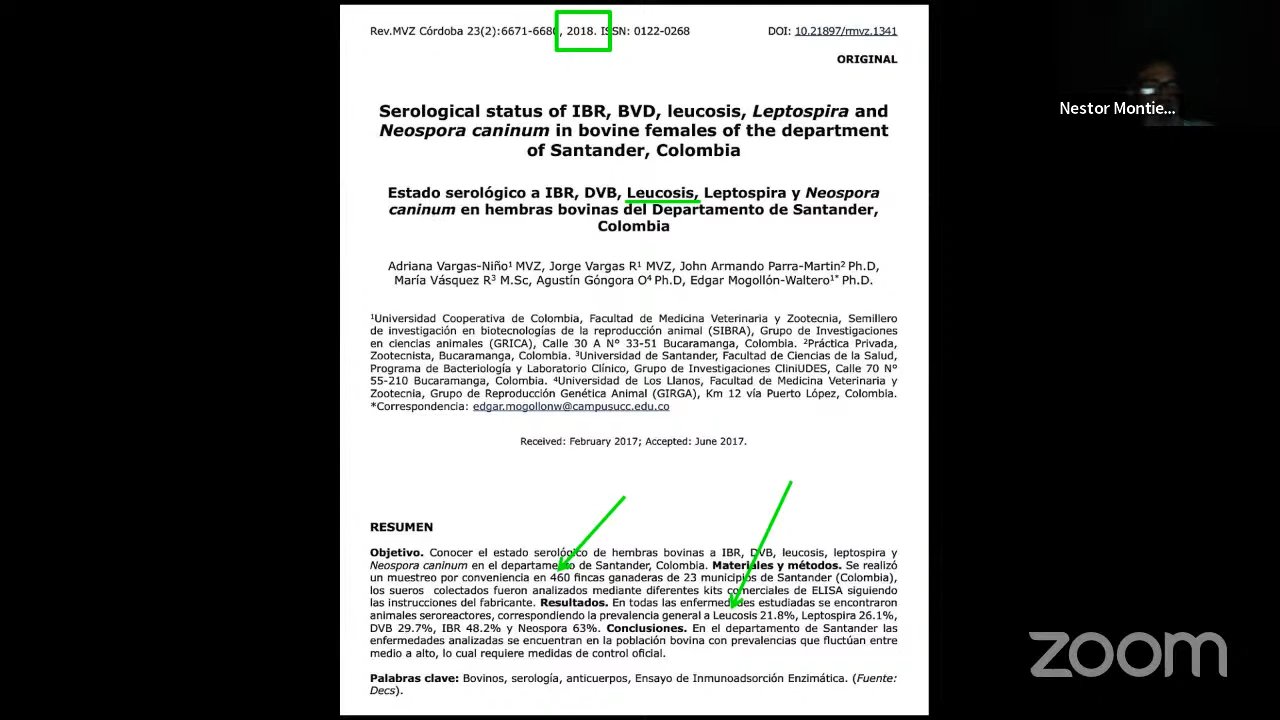 Rev.MVZ Córdoba 23(2):6671-6680, 2018. ISSN: 0122-0268
DOI: 10.21897/rmvz.1341
ORIGINAL
Serological status of IBR, BVD, leucosis, Leptospira and
Neospora caninum in bovine females of the department
of Santander, Colombia
Estado serológico a IBR, DVB, Leucosis, Leptospira y Neospora
caninum en hembras bovinas del Departamento de Santander,
Colombia
Adriana Vargas-Niño¹ MVZ, Jorge Vargas R¹ MVZ, John Armando Parra-Martin² Ph.D,
María Vásquez R³ M.Sc, Agustín Góngora O⁴ Ph.D, Edgar Mogollón-Waltero¹* Ph.D.
¹Universidad Cooperativa de Colombia, Facultad de Medicina Veterinaria y Zootecnia, Semillero
de investigación en biotecnologías de la reproducción animal (SIBRA), Grupo de Investigaciones
en ciencias animales (GRICA), Calle 30 A N° 33-51 Bucaramanga, Colombia. ²Práctica Privada,
Zootecnista, Bucaramanga, Colombia. ³Universidad de Santander, Facultad de Ciencias de la Salud,
Programa de Bacteriología y Laboratorio Clínico, Grupo de Investigaciones CliniUDES, Calle 70 N°
55-210 Bucaramanga, Colombia. ⁴Universidad de Los Llanos, Facultad de Medicina Veterinaria y
Zootecnia, Grupo de Reproducción Genética Animal (GIRGA), Km 12 vía Puerto López, Colombia.
*Correspondencia: edgar.mogollonw@campusucc.edu.co
Received: February 2017; Accepted: June 2017.
RESUMEN
Objetivo. Conocer el estado serológico de hembras bovinas a IBR, DVB, leucosis, leptospira y
Neospora caninum en el departamento de Santander, Colombia. Materiales y métodos. Se realizó
un muestreo por conveniencia en 460 fincas ganaderas de 23 municipios de Santander (Colombia),
los sueros colectados fueron analizados mediante diferentes kits comerciales de ELISA siguiendo
las instrucciones del fabricante. Resultados. En todas las enfermedades estudiadas se encontraron
animales seroreactores, correspondiendo la prevalencia general a Leucosis 21.8%, Leptospira 26.1%,
DVB 29.7%, IBR 48.2% y Neospora 63%. Conclusiones. En el departamento de Santander las
enfermedades analizadas se encuentran en la población bovina con prevalencias que fluctúan entre
medio a alto, lo cual requiere medidas de control oficial.
Palabras clave: Bovinos, serología, anticuerpos, Ensayo de Inmunoadsorción Enzimática. (Fuente:
Decs).
Nestor Montie...
zoom